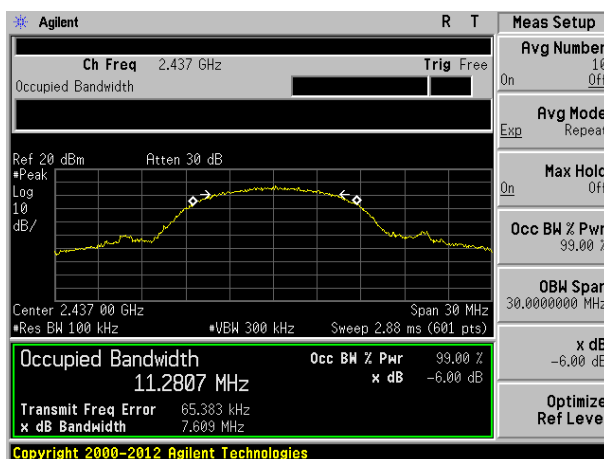 Agilent R T
Meas Setup
Ch Freq 2.437 GHz Trig Free
Occupied Bandwidth
Avg Number
10
On Off
Avg Mode
Exp Repeat
Max Hold
On Off
Occ BW % Pwr
99.00 %
OBW Span
30.0000000 MHz
x dB
-6.00 dB
Optimize
Ref Level
Ref 20 dBm Atten 30 dB
#Peak
Log
10
dB/
Center 2.437 00 GHz Span 30 MHz
#Res BW 100 kHz #VBW 300 kHz Sweep 2.88 ms (601 pts)
Occupied Bandwidth Occ BW % Pwr 99.00 %
11.2807 MHz x dB -6.00 dB
Transmit Freq Error 65.383 kHz
x dB Bandwidth 7.609 MHz
Copyright 2000-2012 Agilent Technologies